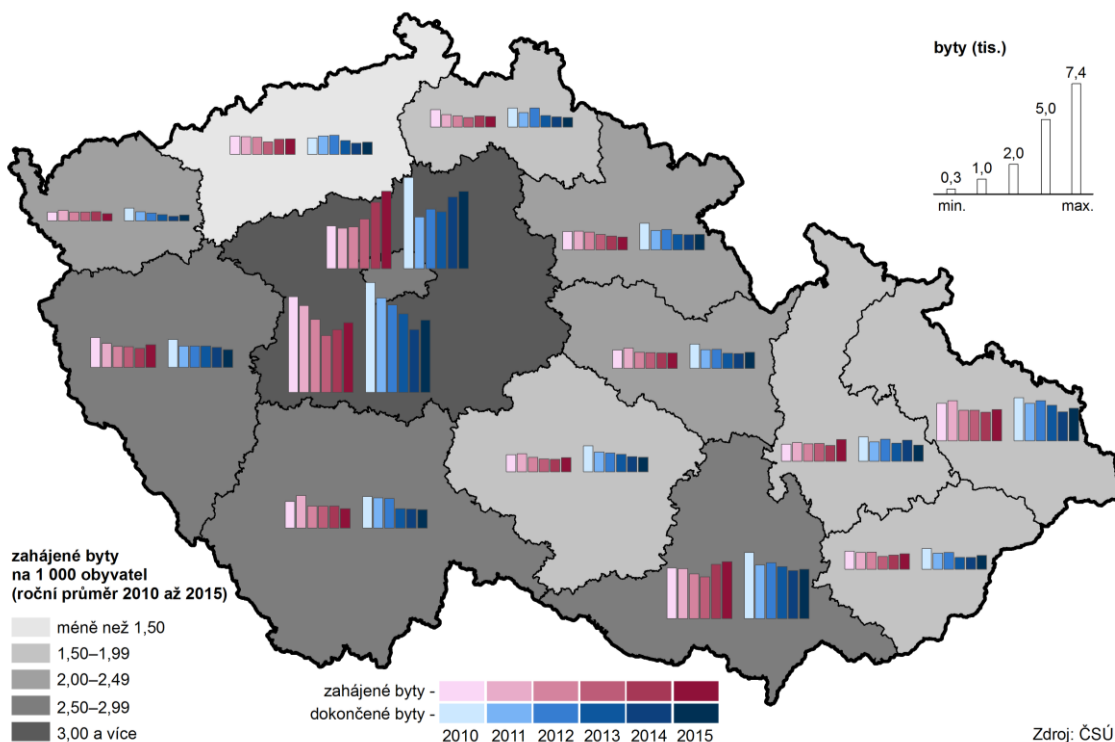 byty (tis.)
7,4
5,0
2,0
1,0
0,3
min.
max.
zahájené byty
na 1 000 obyvatel
(roční průměr 2010 až 2015)
méně než 1,50
1,50–1,99
2,00–2,49
2,50–2,99
3,00 a více
zahájené byty -
dokončené byty -
2010 2011 2012 2013 2014 2015
Zdroj: ČSÚ